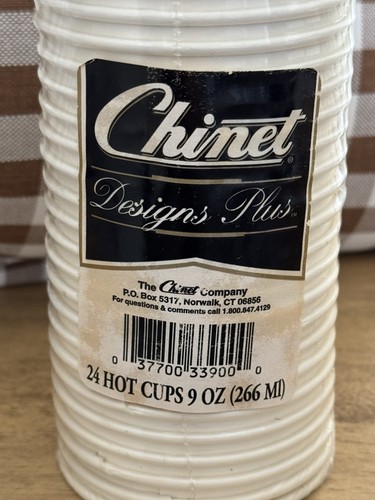 Chinet®
Designs Plus™
The Chinet Company
P.O. Box 5317, Norwalk, CT 06856
For questions & comments call 1.800.847.4129
0 37700 33900 0
24 HOT CUPS 9 OZ (266 Ml)